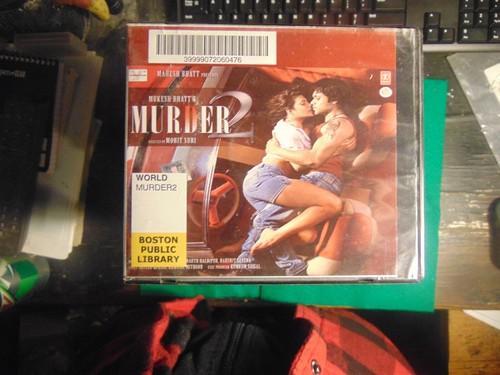 39999072060476
MAHESH BHATT PRESENTS
MUKESH BHATT'S
MURDER 2
DIRECTED BY MOHIT SURI
WORLD
MURDER2
BOSTON
PUBLIC
LIBRARY